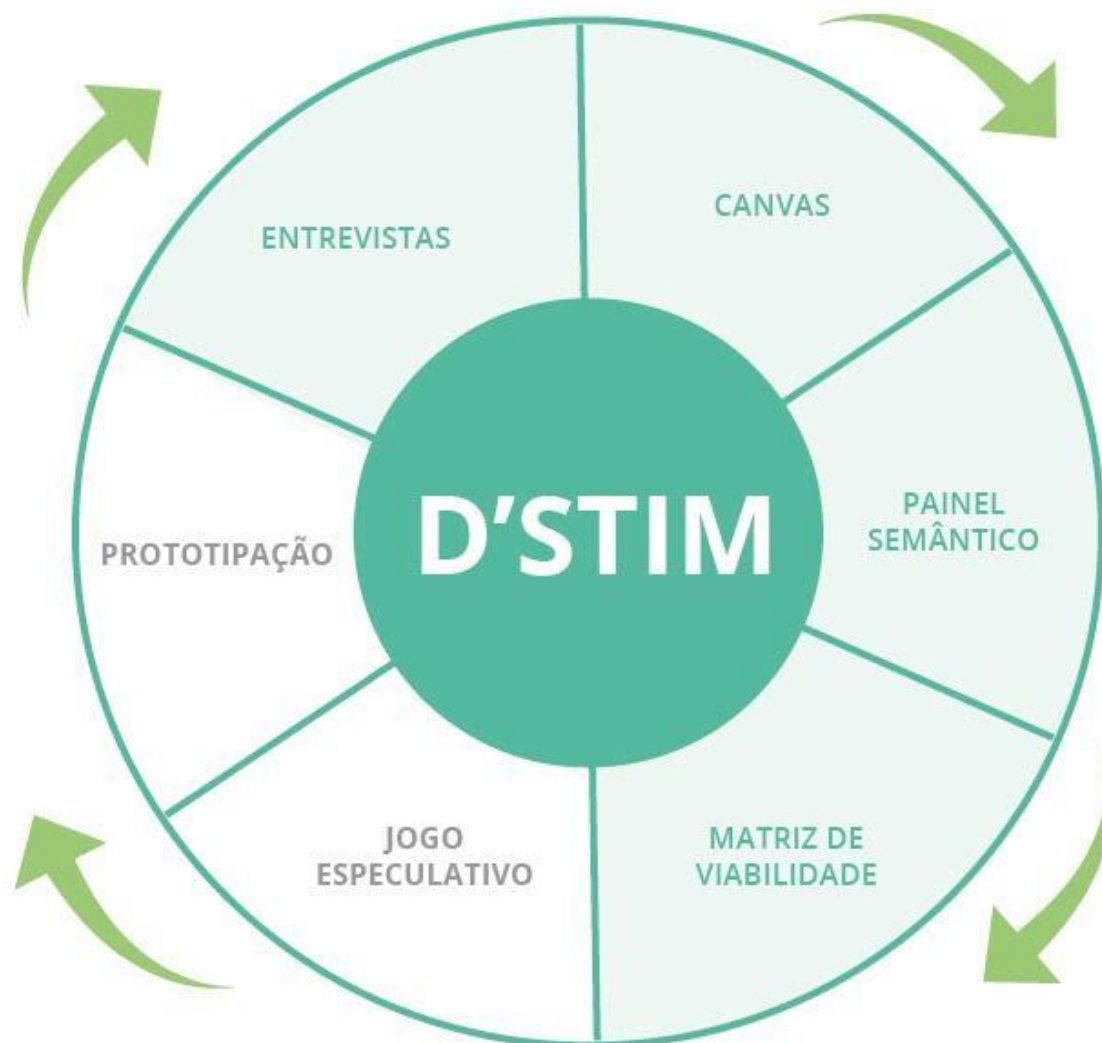 ENTREVISTAS
CANVAS
PAINEL
SEMÂNTICO
MATRIZ DE
VIABILIDADE
JOGO
ESPECULATIVO
PROTOTIPAÇÃO
D'STIM